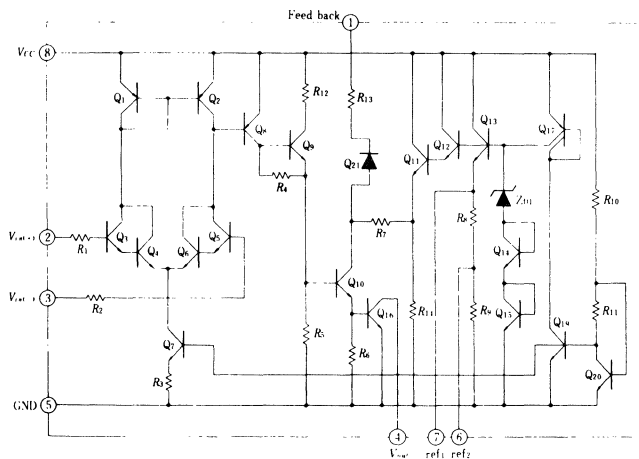 Feed back
1
VCC 8
Q1
Q2
Q8
R12
Q9
R4
R13
Q21
Q11
Q12
Q13
Q17
ZD1
R10
2
R1
Q3
Q4
Q6
Q5
R7
R8
Q14
3
R2
Q10
Q16
R11
R9
Q15
Q19
R11
Q7
R3
R5
R6
Q20
GND 5
4
7
6
ref1
ref2